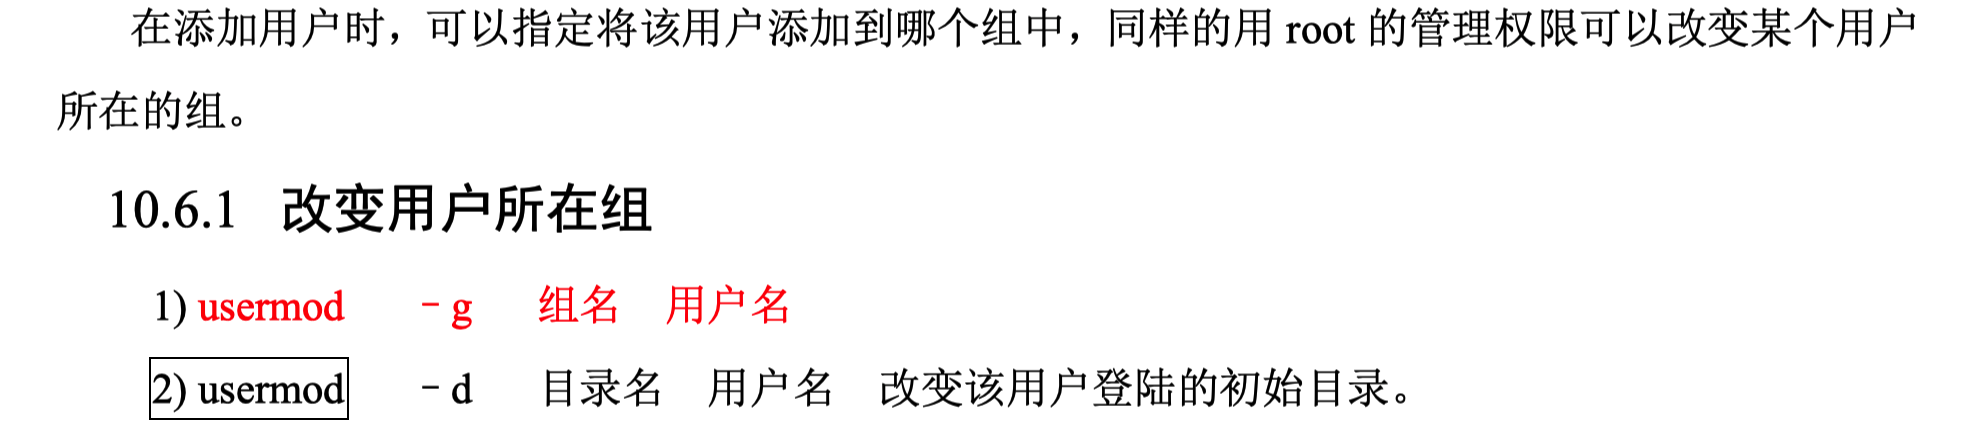 在添加用户时，可以指定将该用户添加到哪个组中，同样的用 root 的管理权限可以改变某个用户
所在的组。
10.6.1 改变用户所在组
1) usermod －g 组名 用户名
2) usermod －d 目录名 用户名 改变该用户登陆的初始目录。